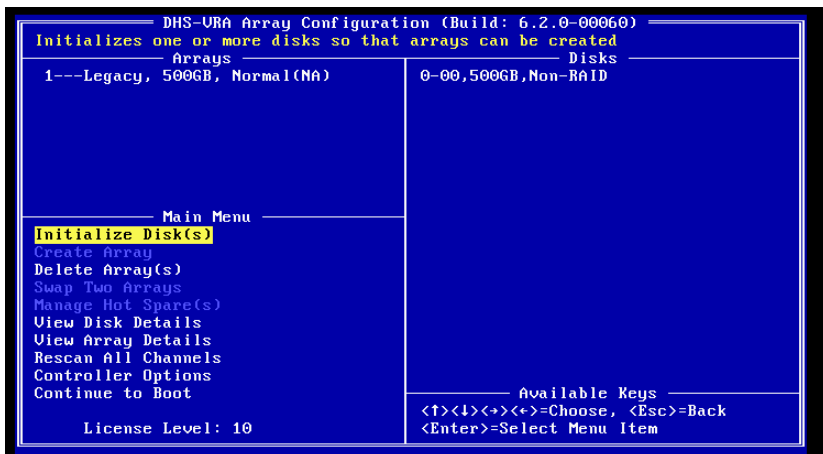 DHS-VRA Array Configuration (Build: 6.2.0-00060)
Initializes one or more disks so that arrays can be created
Arrays
1---Legacy, 500GB, Normal(NA)
Disks
0-00,500GB,Non-RAID
Main Menu
Initialize Disk(s)
Create Array
Delete Array(s)
Swap Two Arrays
Manage Hot Spare(s)
View Disk Details
View Array Details
Rescan All Channels
Controller Options
Continue to Boot
License Level: 10
Available Keys
<↑><↓><→><←>=Choose, <Esc>=Back
<Enter>=Select Menu Item